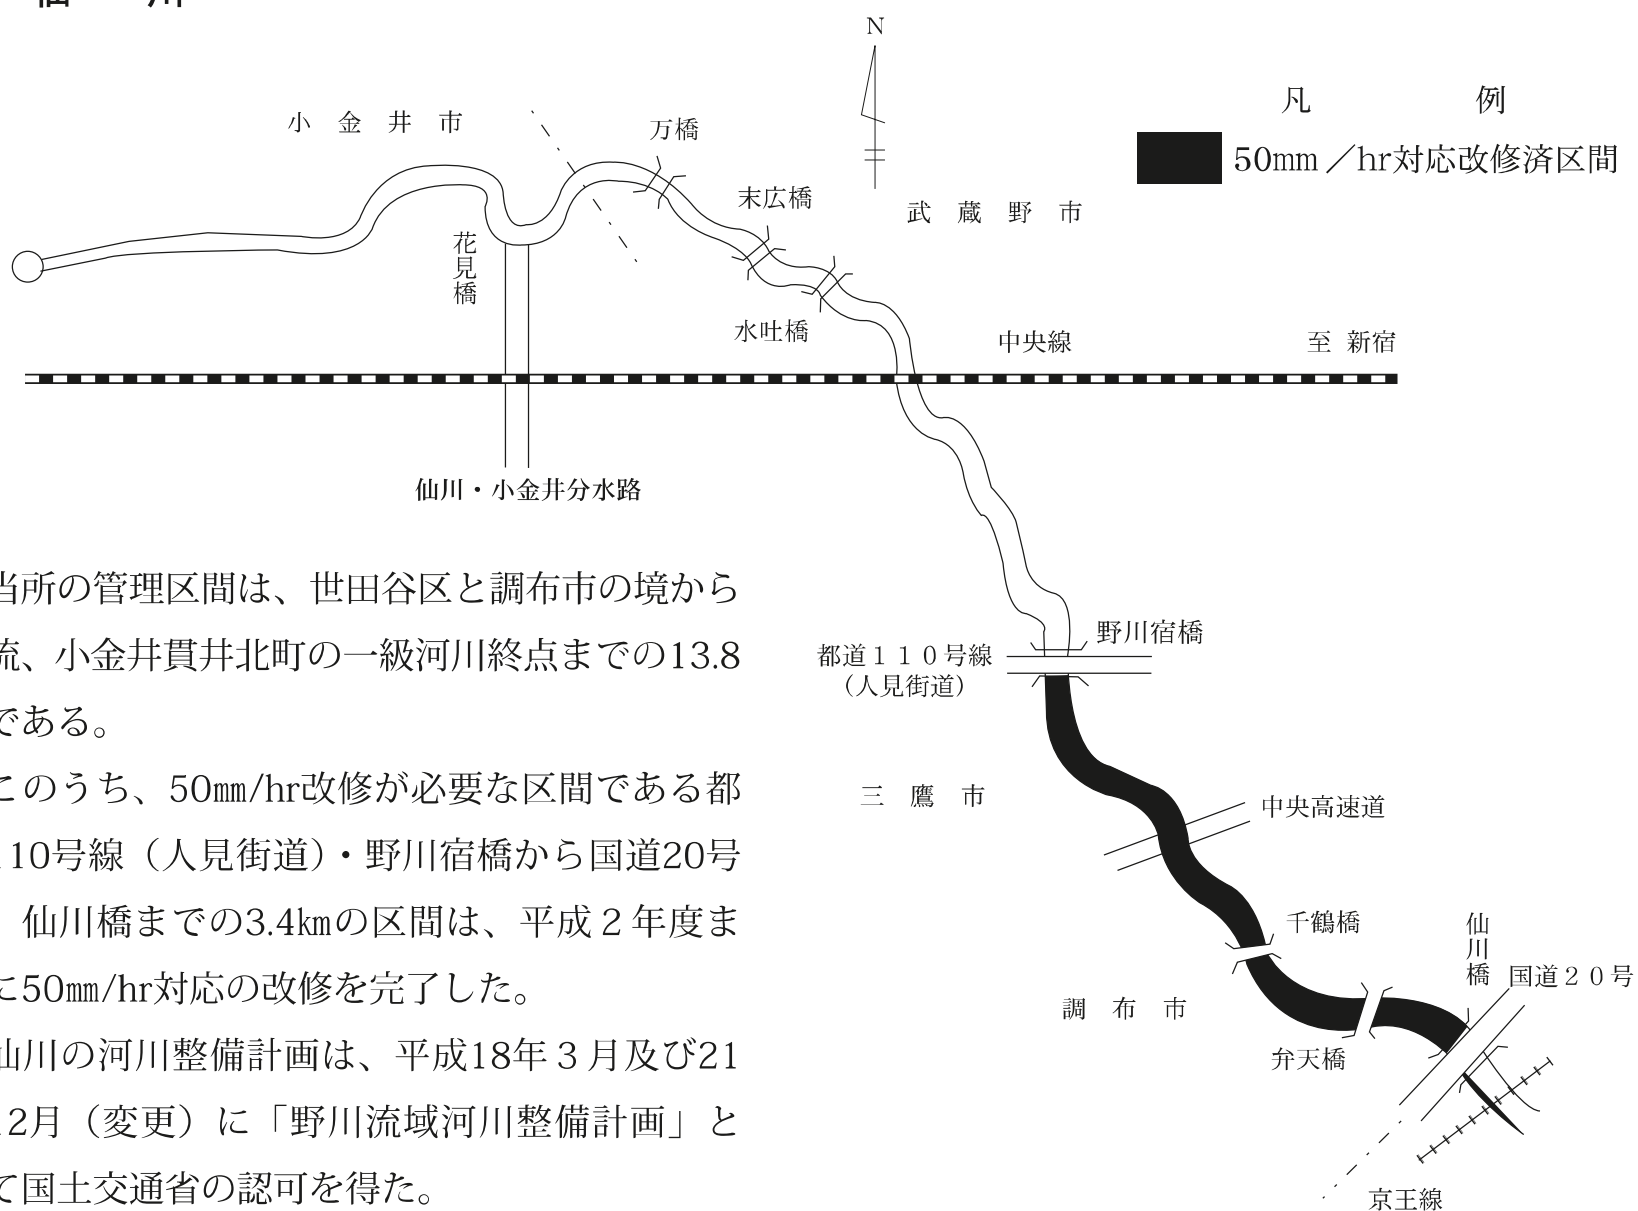 N
凡 例
50mm／hr対応改修済区間
小金井市
万橋
末広橋
武蔵野市
花見橋
水吐橋
中央線
至 新宿
仙川・小金井分水路
当所の管理区間は、世田谷区と調布市の境から
流、小金井貫井北町の一級河川終点までの13.8
である。
このうち、50mm/hr改修が必要な区間である都
10号線（人見街道）・野川宿橋から国道20号
仙川橋までの3.4kmの区間は、平成２年度ま
に50mm/hr対応の改修を完了した。
山川の河川整備計画は、平成18年３月及び21
2月（変更）に「野川流域河川整備計画」と
て国土交通省の認可を得た。
野川宿橋
都道１１０号線
（人見街道）
三鷹市
中央高速道
千鶴橋
仙川橋
国道２０号
調布市
弁天橋
京王線